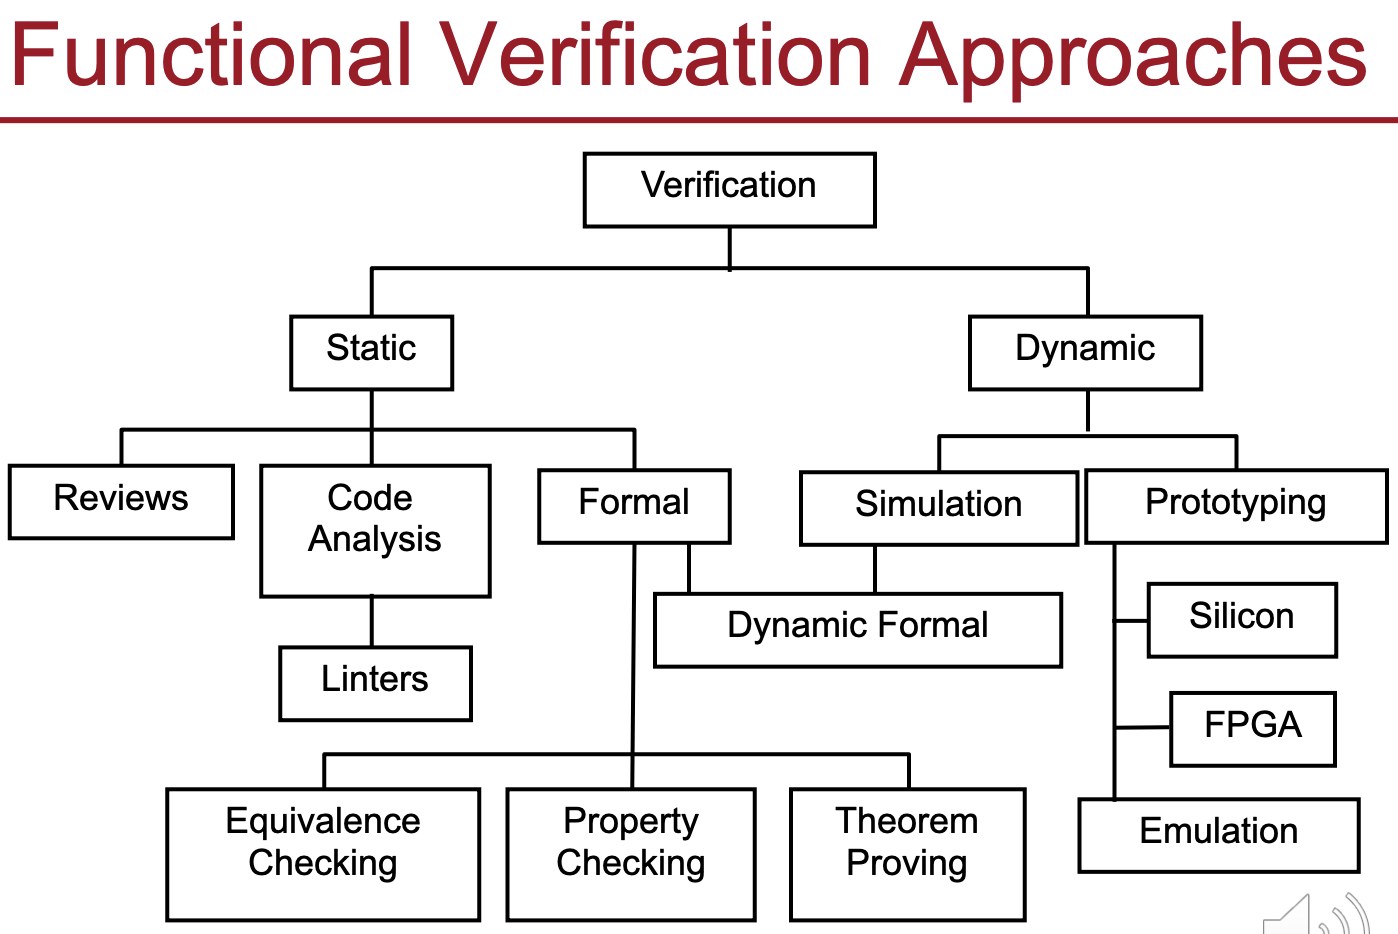 Functional Verification Approaches
Verification
Static
Dynamic
Reviews
Code
Analysis
Formal
Simulation
Prototyping
Silicon
Dynamic Formal
Linters
FPGA
Equivalence
Checking
Property
Checking
Theorem
Proving
Emulation